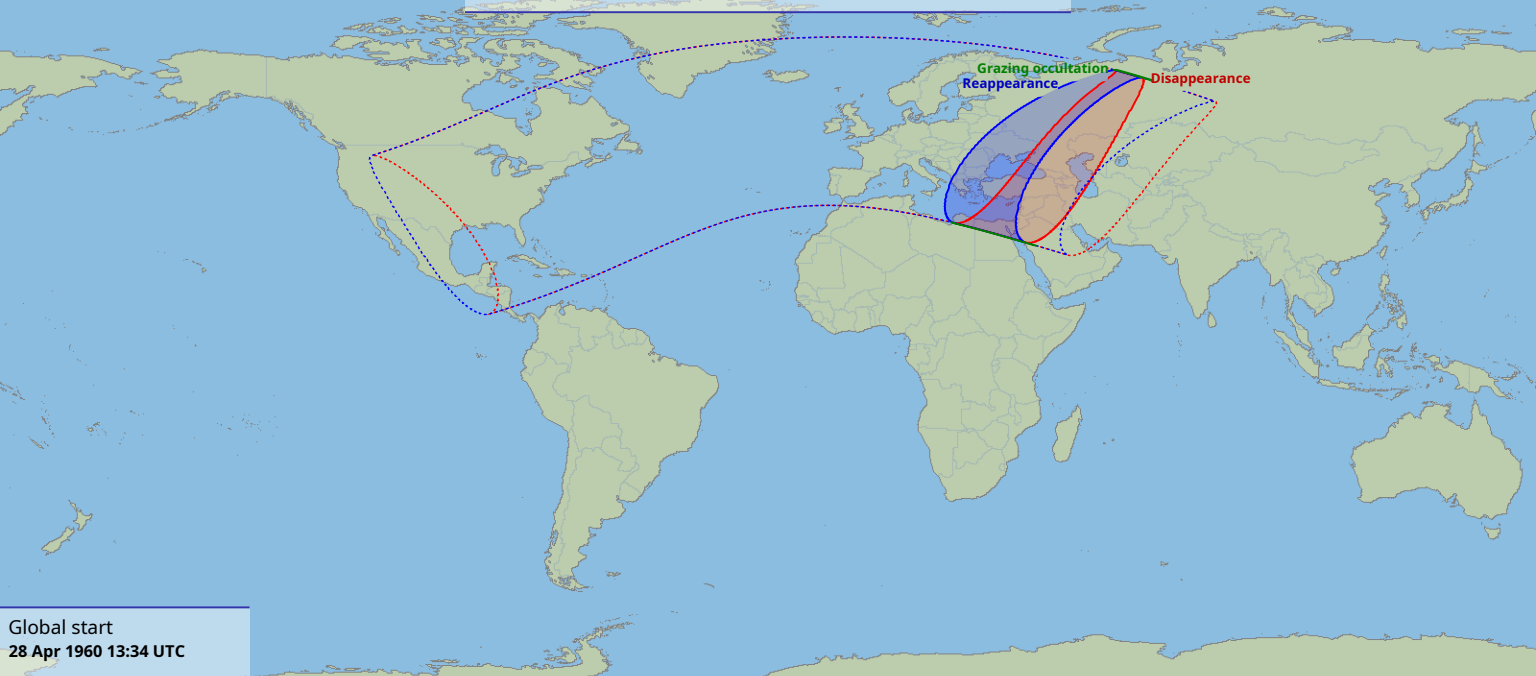 Grazing occultation
Disappearance
Reappearance
Global start
28 Apr 1960 13:34 UTC